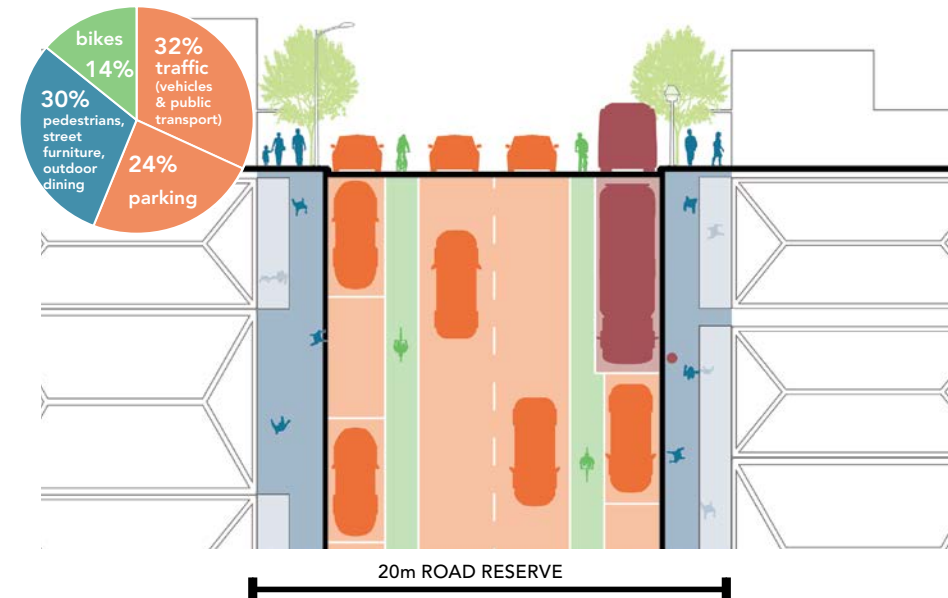 bikes
14%
32%
traffic
(vehicles
& public
transport)
30%
pedestrians,
street
furniture,
outdoor
dining
24%
parking
20m ROAD RESERVE